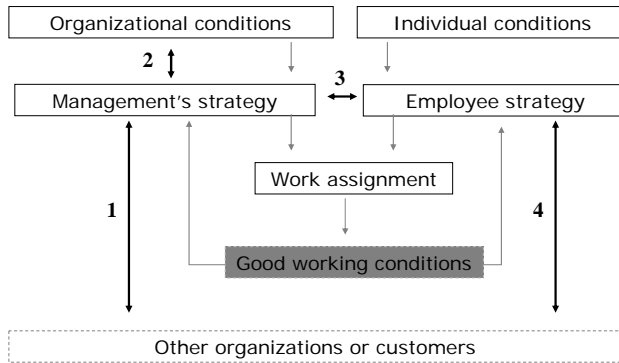 Organizational conditions
Individual conditions
2
3
Management's strategy
Employee strategy
Work assignment
1
4
Good working conditions
Other organizations or customers